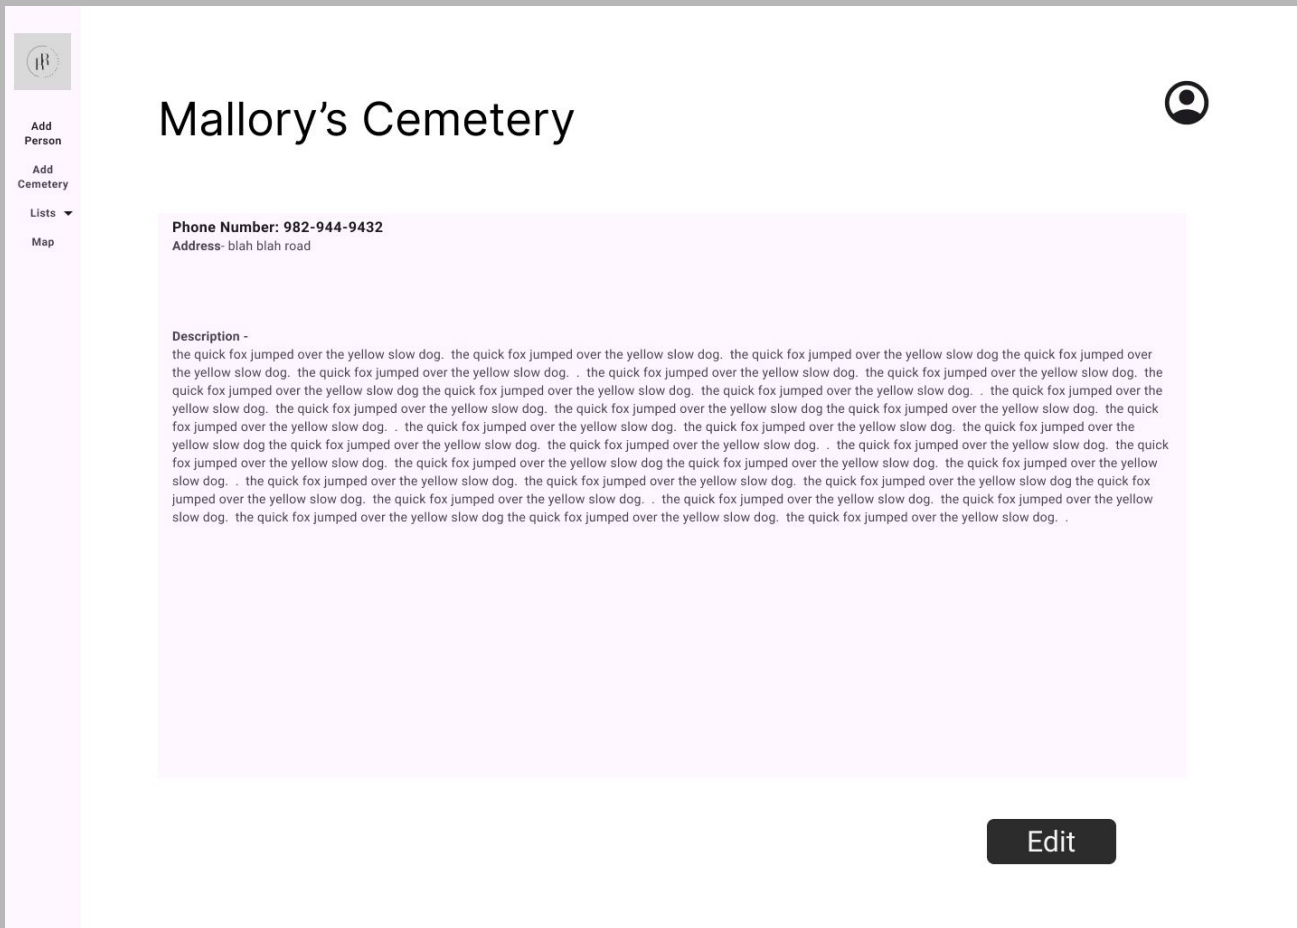 Add
Person
Add
Cemetery
Lists
Map
Mallory’s Cemetery
Phone Number: 982-944-9432
Address- blah blah road
Description -
the quick fox jumped over the yellow slow dog.  the quick fox jumped over the yellow slow dog.  the quick fox jumped over the yellow slow dog the quick fox jumped over
the yellow slow dog.  the quick fox jumped over the yellow slow dog.  .  the quick fox jumped over the yellow slow dog.  the quick fox jumped over the yellow slow dog.  the
quick fox jumped over the yellow slow dog the quick fox jumped over the yellow slow dog.  the quick fox jumped over the yellow slow dog.  .  the quick fox jumped over the
yellow slow dog.  the quick fox jumped over the yellow slow dog.  the quick fox jumped over the yellow slow dog the quick fox jumped over the yellow slow dog.  the quick
fox jumped over the yellow slow dog.  .  the quick fox jumped over the yellow slow dog.  the quick fox jumped over the yellow slow dog.  the quick fox jumped over the
yellow slow dog the quick fox jumped over the yellow slow dog.  the quick fox jumped over the yellow slow dog.  .  the quick fox jumped over the yellow slow dog.  the quick
fox jumped over the yellow slow dog.  the quick fox jumped over the yellow slow dog the quick fox jumped over the yellow slow dog.  the quick fox jumped over the yellow
slow dog.  .  the quick fox jumped over the yellow slow dog.  the quick fox jumped over the yellow slow dog.  the quick fox jumped over the yellow slow dog the quick fox
jumped over the yellow slow dog.  the quick fox jumped over the yellow slow dog.  .  the quick fox jumped over the yellow slow dog.  the quick fox jumped over the yellow
slow dog.  the quick fox jumped over the yellow slow dog the quick fox jumped over the yellow slow dog.  the quick fox jumped over the yellow slow dog.  .
Edit